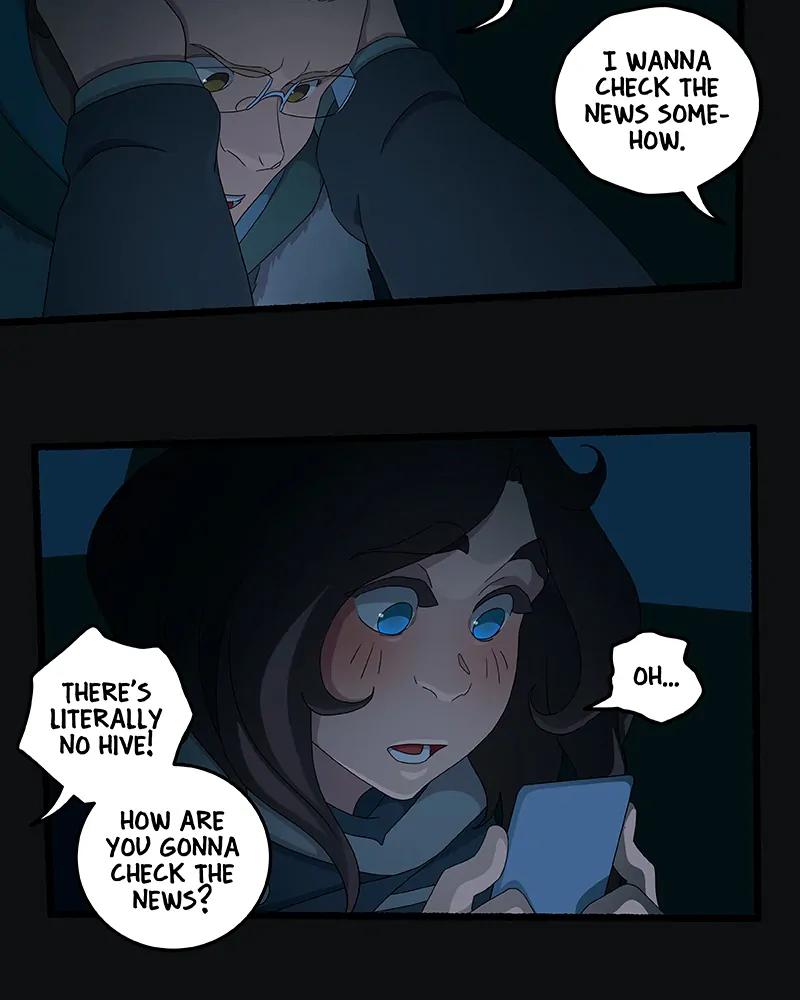 I WANNA
CHECK THE
NEWS SOME-
HOW.
THERE'S
LITERALLY
NO HIVE!
HOW ARE
YOU GONNA
CHECK THE
NEWS?
OH...